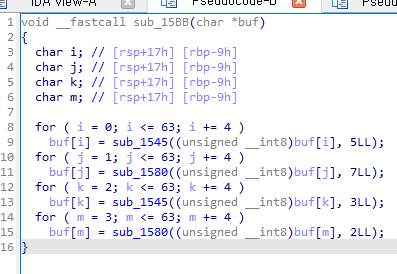 IDA View-A
Pseudocode-D
Pseudo
1 void __fastcall sub_15BB(char *buf)
2 {
3 char i; // [rsp+17h] [rbp-9h]
4 char j; // [rsp+17h] [rbp-9h]
5 char k; // [rsp+17h] [rbp-9h]
6 char m; // [rsp+17h] [rbp-9h]
7
8 for ( i = 0; i <= 63; i += 4 )
9 buf[i] = sub_1545((unsigned __int8)buf[i], 5LL);
10 for ( j = 1; j <= 63; j += 4 )
11 buf[j] = sub_1580((unsigned __int8)buf[j], 7LL);
12 for ( k = 2; k <= 63; k += 4 )
13 buf[k] = sub_1545((unsigned __int8)buf[k], 3LL);
14 for ( m = 3; m <= 63; m += 4 )
15 buf[m] = sub_1580((unsigned __int8)buf[m], 2LL);
16 }